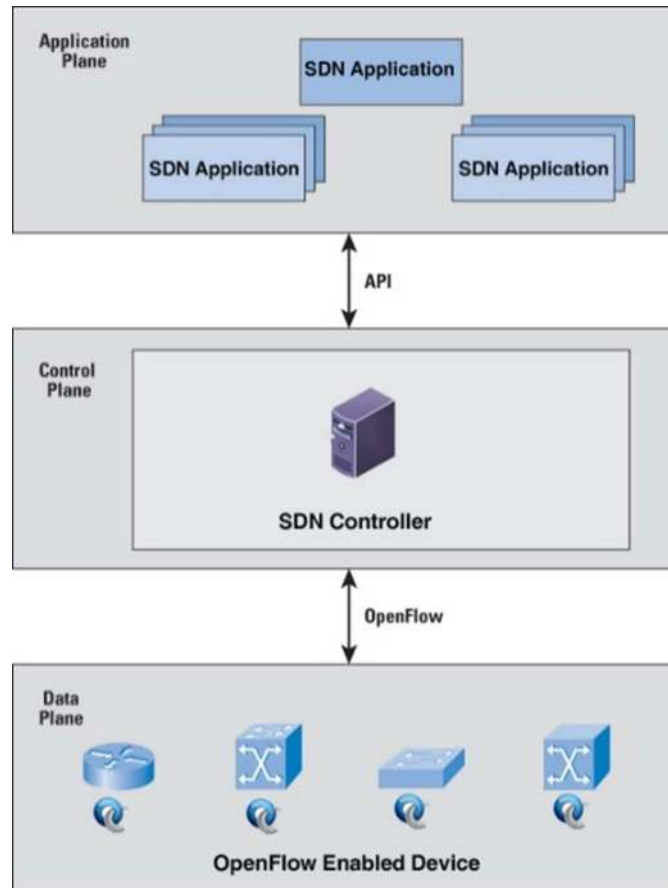 Application
Plane
SDN Application
SDN Application
SDN Application
API
Control
Plane
SDN Controller
OpenFlow
Data
Plane
OpenFlow Enabled Device